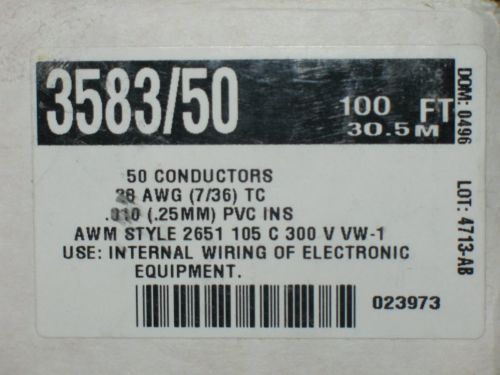 3583/50
100 FT
30.5M
50 CONDUCTORS
28 AWG (7/36) TC
.010 (.25MM) PVC INS
AWM STYLE 2651 105 C 300 V VW-1
USE: INTERNAL WIRING OF ELECTRONIC
EQUIPMENT.
023973
DOM: 0496
LOT: 4713-AB